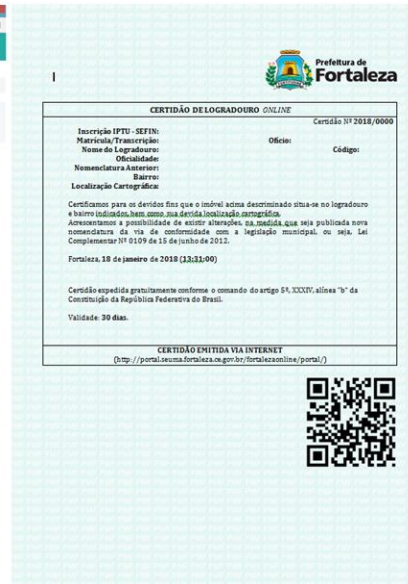 Prefeitura de
Fortaleza
CERTIDÃO DE LOGRADOURO ONLINE
Certidão Nº 2018/0000
Inscrição IPTU - SEFIN:
Matrícula/Transcrição: Ofício:
Nome do Logradouro: Código:
Oficialidade:
Nomenclatura Anterior:
Bairro:
Localização Cartográfica:
Certificamos para os devidos fins que o imóvel acima descriminado situa-se no logradouro
e bairro indicados, bem como, sua devida localização cartográfica.
Acrescentamos a possibilidade de existir alterações, na medida que seja publicada nova
nomenclatura da via de conformidade com a legislação municipal, ou seja, Lei
Complementar Nº 0109 de 15 de junho de 2012.
Fortaleza, 18 de janeiro de 2018 (13:31:00)
Certidão expedida gratuitamente conforme o comando do artigo 5º, XXXIV, alínea "b" da
Constituição da República Federativa do Brasil.
Validade: 30 dias.
CERTIDÃO EMITIDA VIA INTERNET
(http://portal.seuma.fortaleza.ce.gov.br/fortalezaonline/portal/)